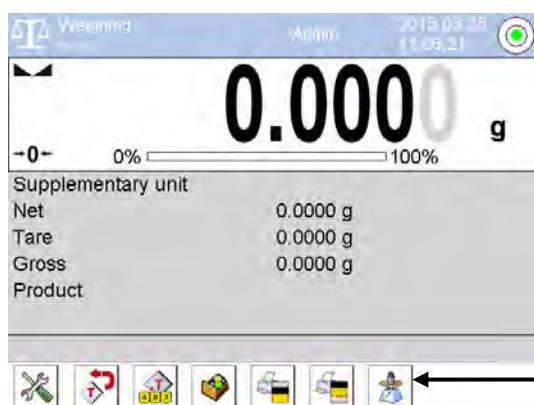 Weighing Admin 2015.03.25
11:06:21
0.0000 g
→0← 0% 100%
Supplementary unit
Net 0.0000 g
Tare 0.0000 g
Gross 0.0000 g
Product
T T